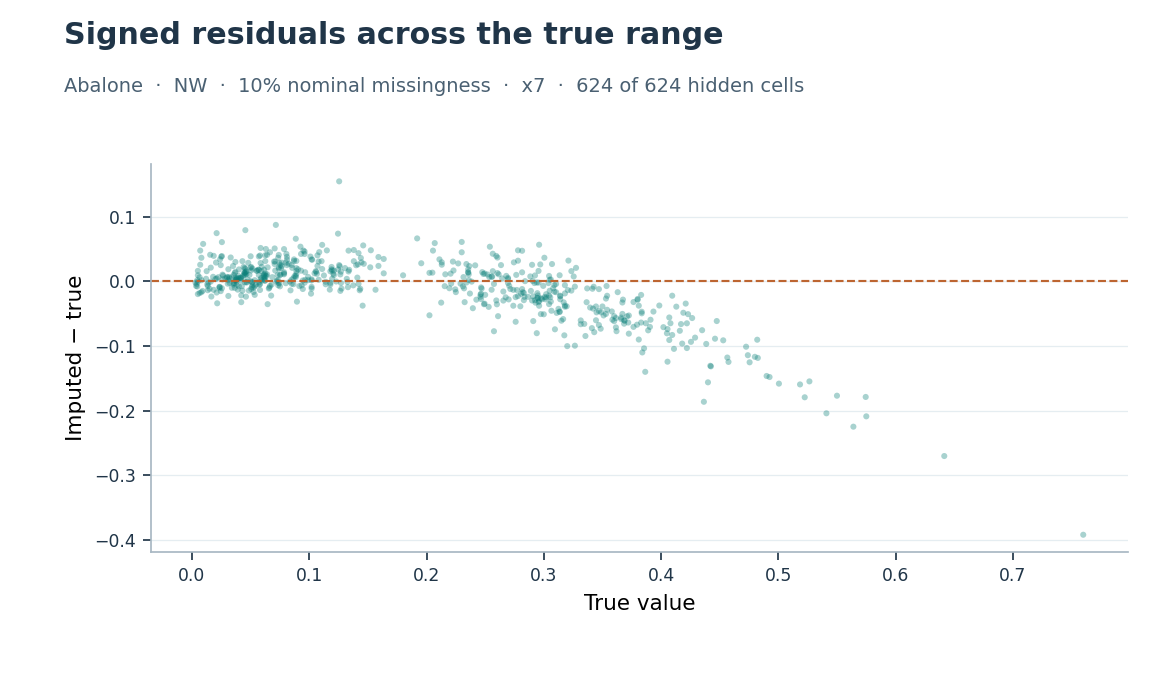 Signed residuals across the true range
Abalone · NW · 10% nominal missingness · x7 · 624 of 624 hidden cells
Imputed − true
0.1
0.0
−0.1
−0.2
−0.3
−0.4
0.0 0.1 0.2 0.3 0.4 0.5 0.6 0.7
True value